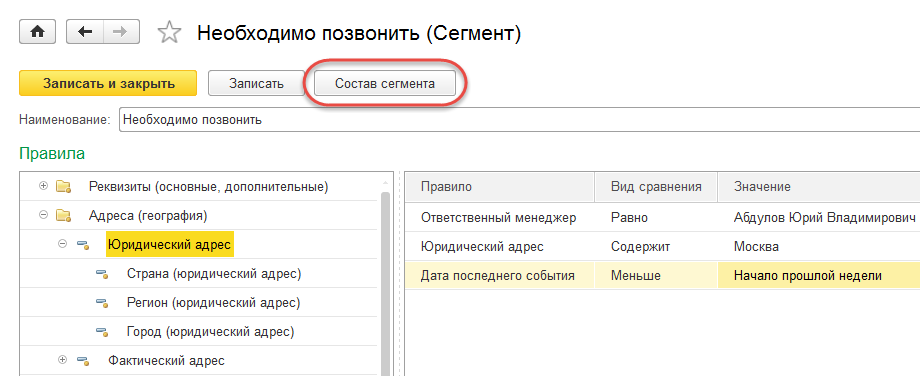 Необходимо позвонить (Сегмент)
Записать и закрыть Записать Состав сегмента
Наименование: Необходимо позвонить
Правила
Реквизиты (основные, дополнительные)
Адреса (география)
Юридический адрес
Страна (юридический адрес)
Регион (юридический адрес)
Город (юридический адрес)
Фактический адрес
Правило Вид сравнения Значение
Ответственный менеджер Равно Абдулов Юрий Владимирович
Юридический адрес Содержит Москва
Дата последнего события Меньше Начало прошлой недели